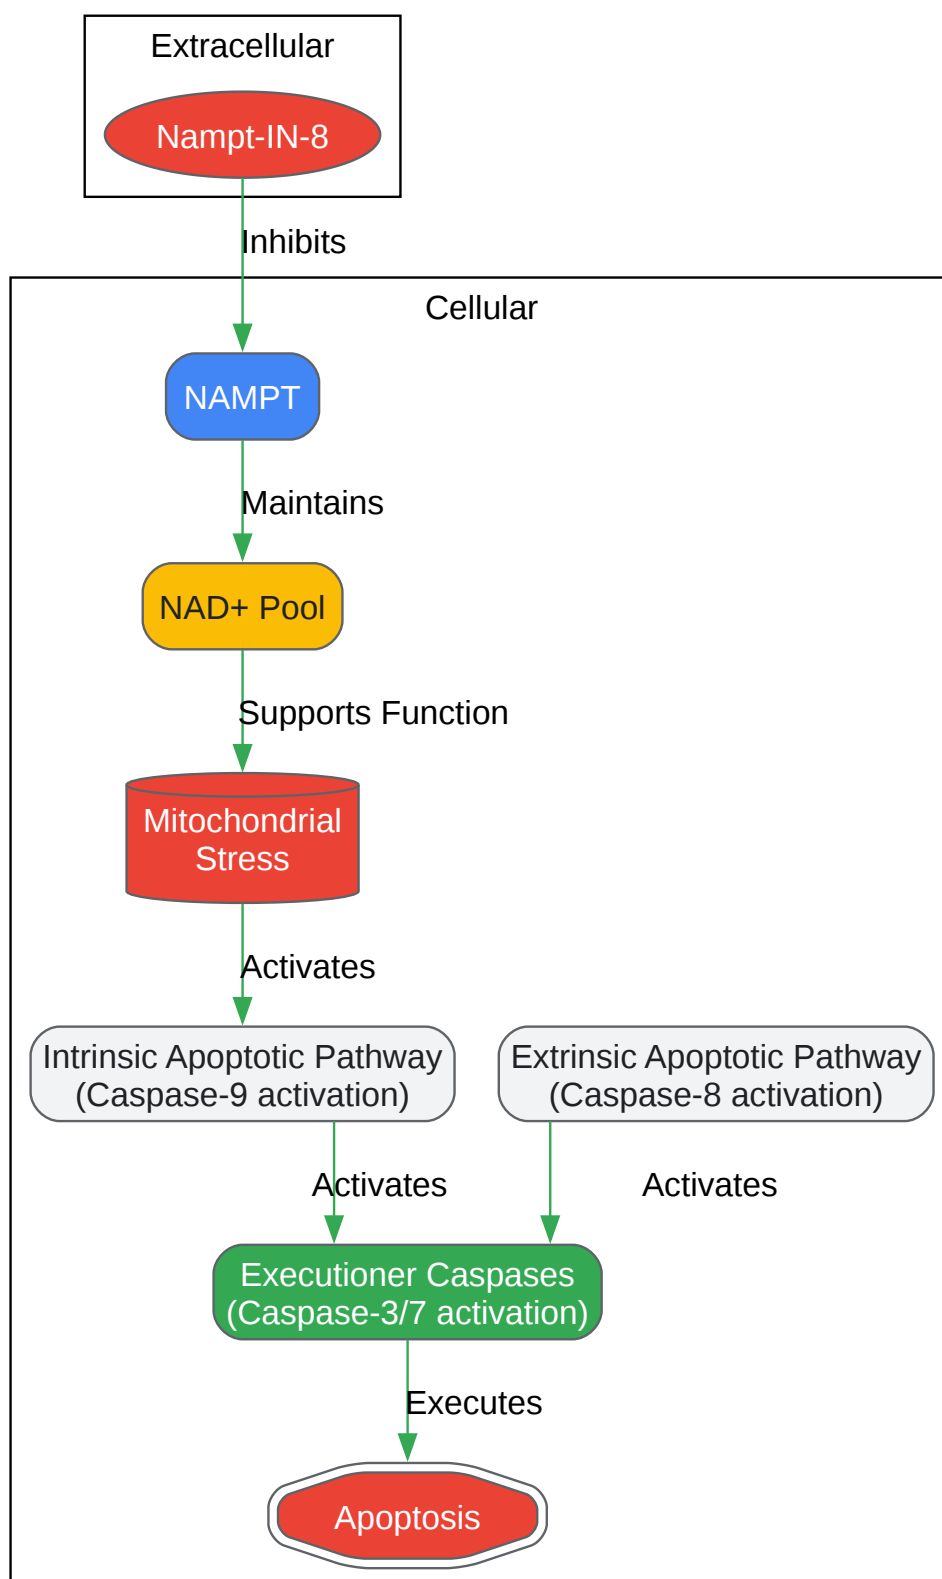 Extracellular
Nampt-IN-8
Inhibits
Cellular
NAMPT
Maintains
NAD+ Pool
Supports Function
Mitochondrial
Stress
Activates
Intrinsic Apoptotic Pathway
(Caspase-9 activation)
Extrinsic Apoptotic Pathway
(Caspase-8 activation)
Activates
Activates
Executioner Caspases
(Caspase-3/7 activation)
Executes
Apoptosis